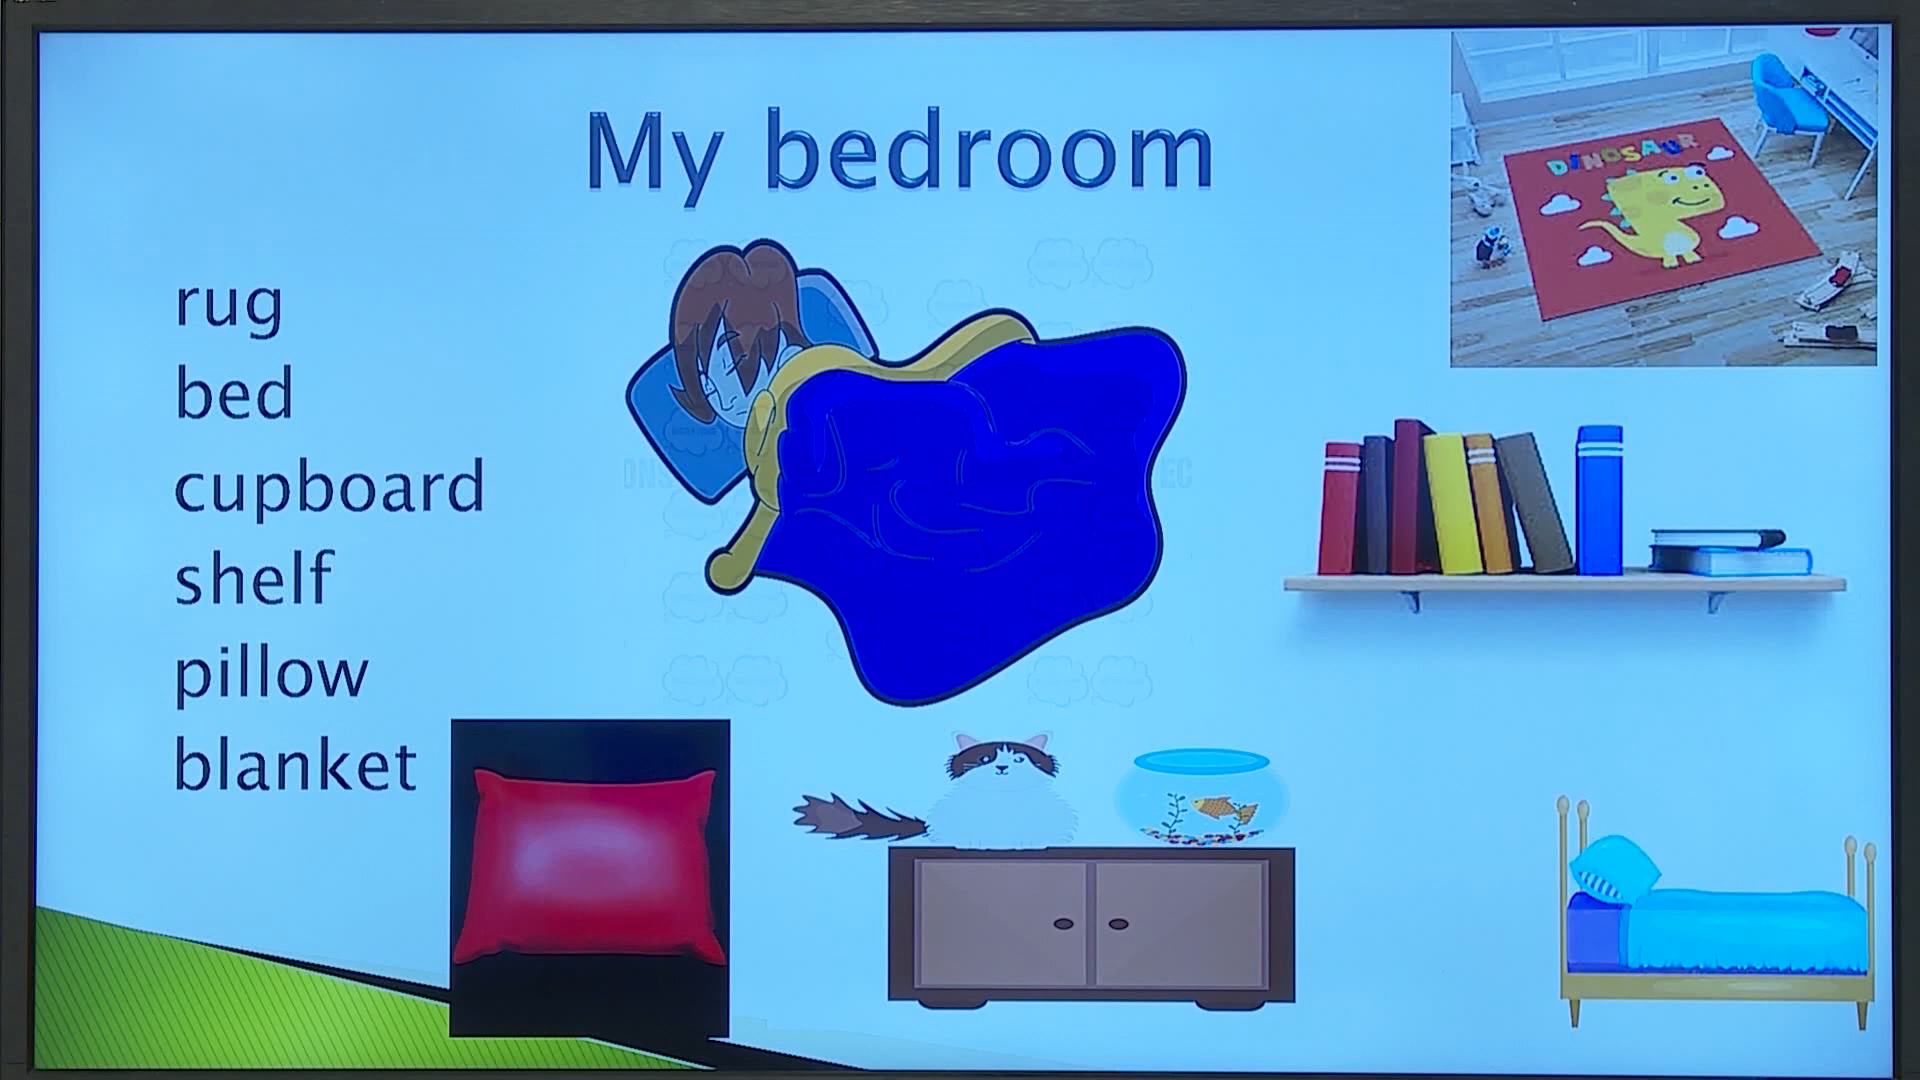 My bedroom
rug
bed
cupboard
shelf
pillow
blanket
DINOSAUR